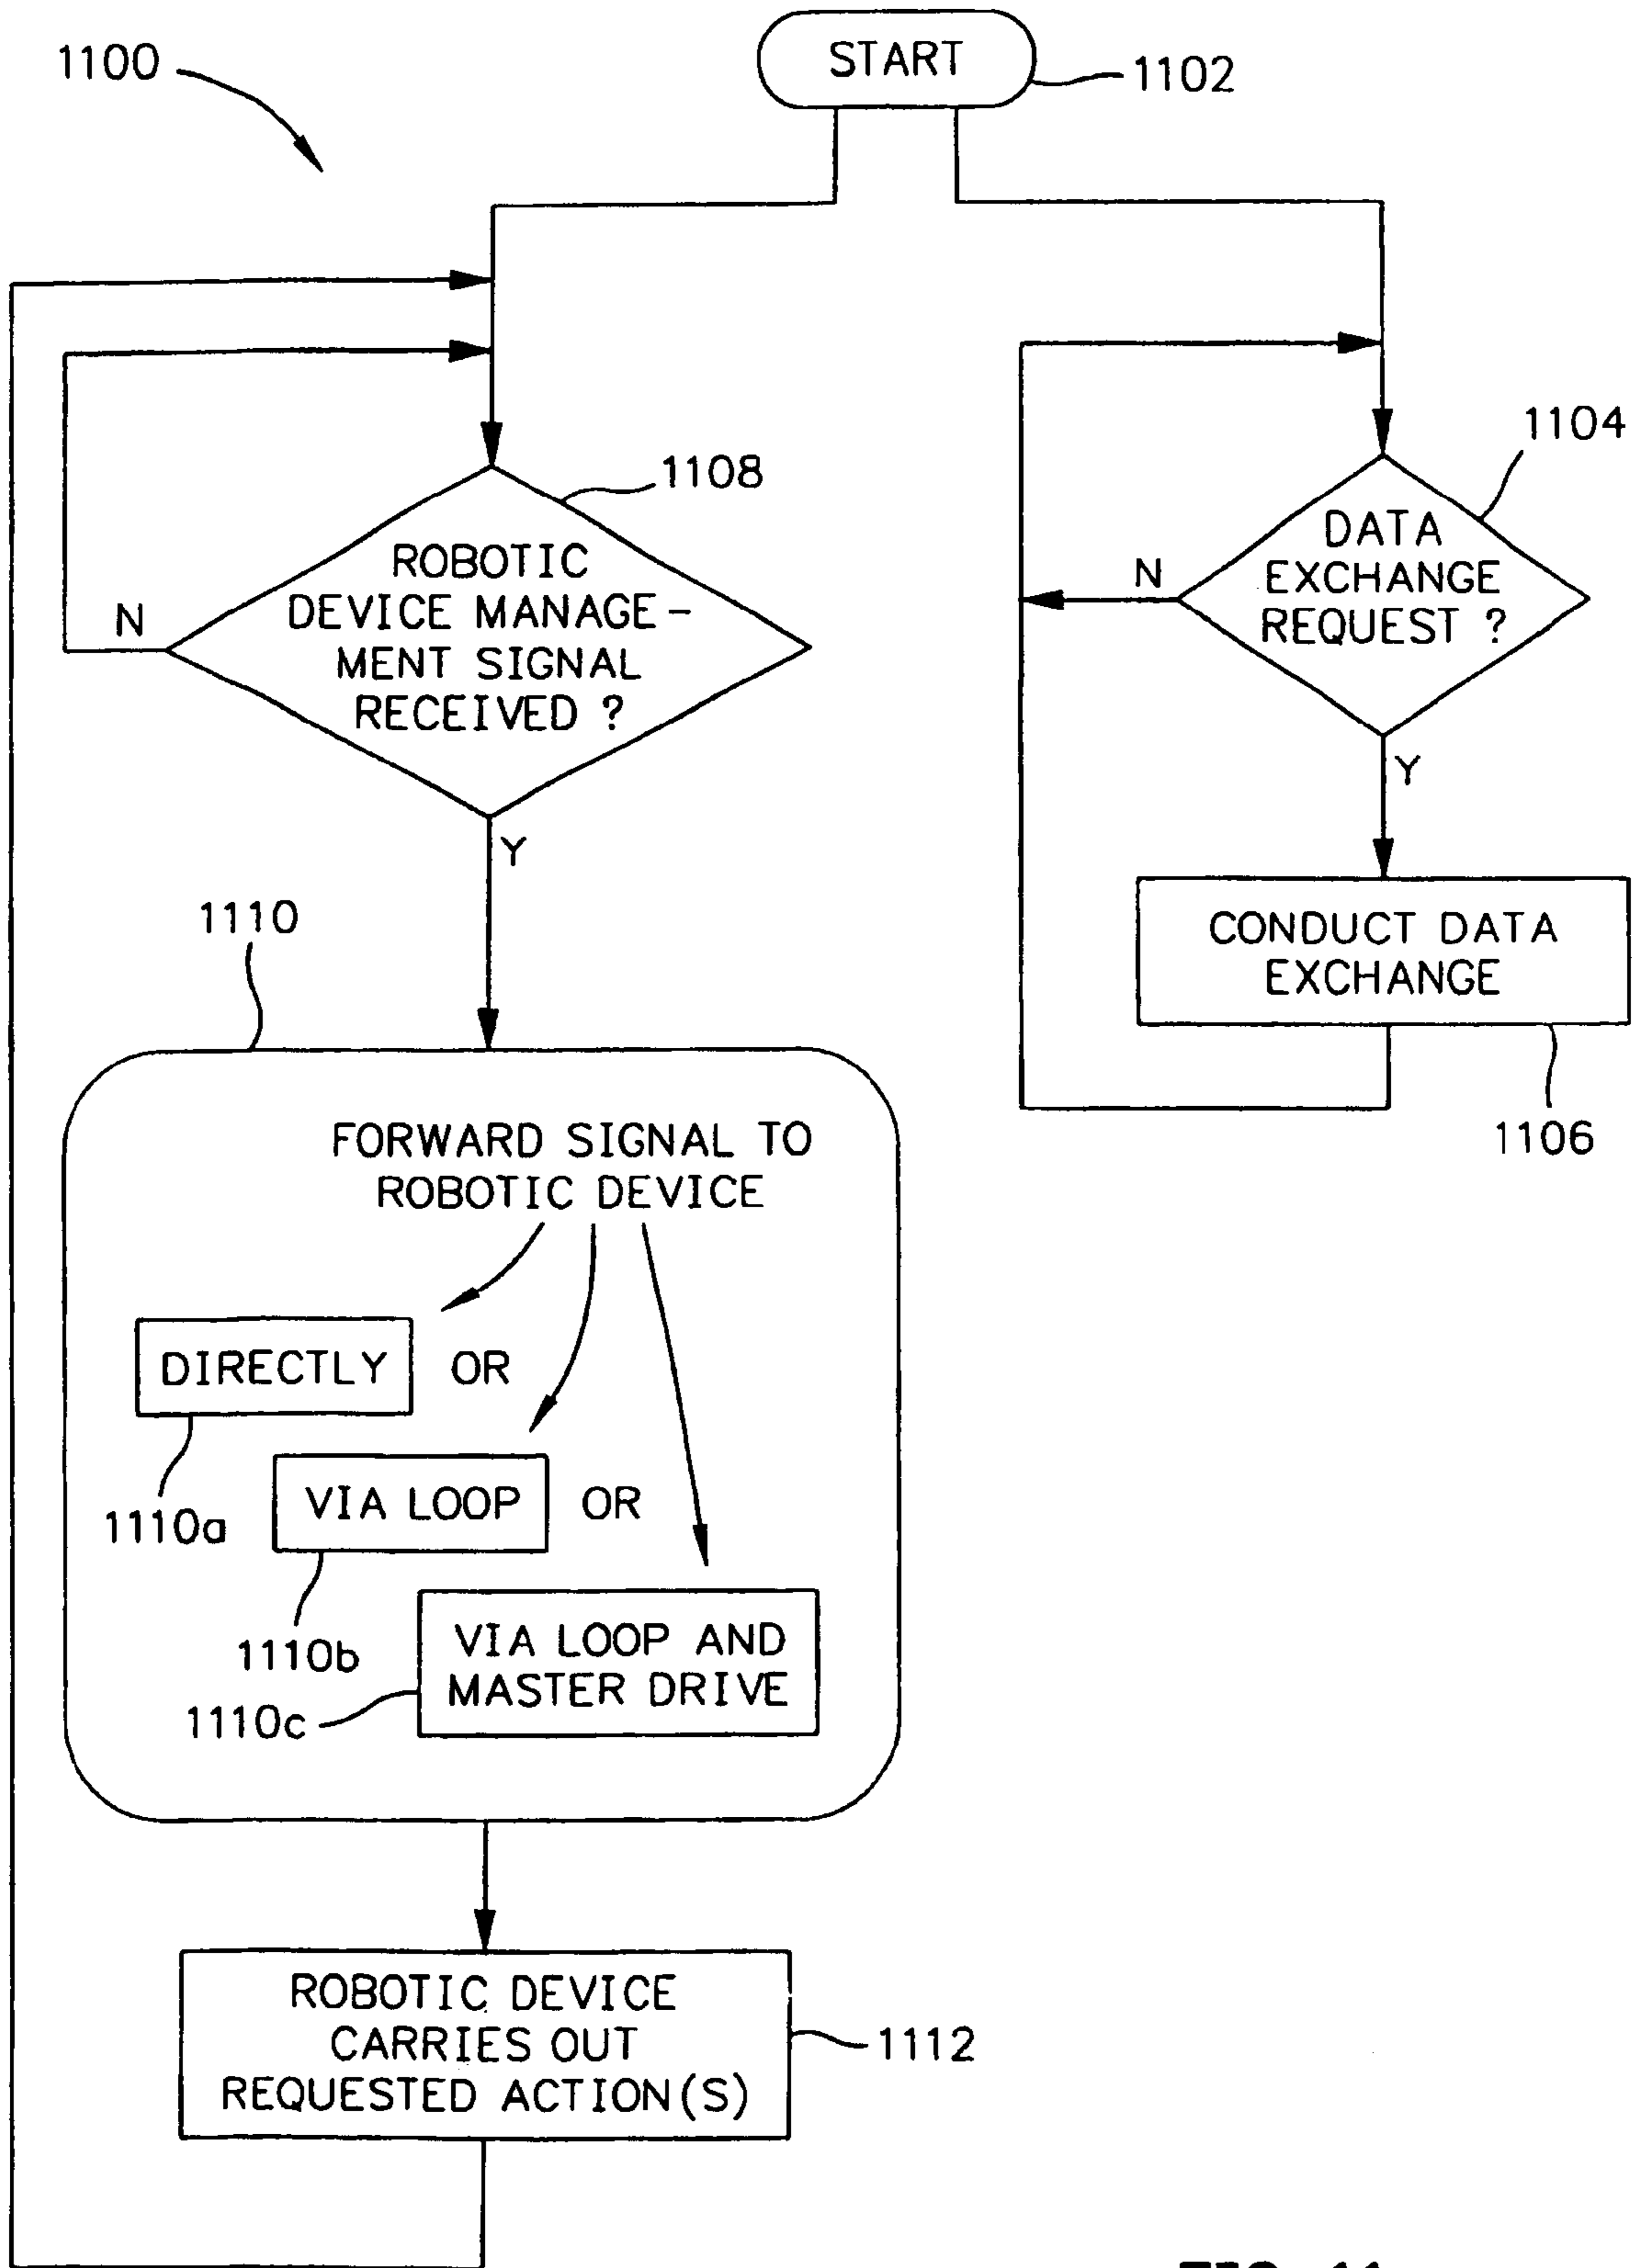 START
1100
1102
1104
1108
DATA
EXCHANGE
REQUEST ?
N
Y
ROBOTIC
DEVICE MANAGE-
MENT SIGNAL
RECEIVED ?
N
Y
1110
CONDUCT DATA
EXCHANGE
1106
FORWARD SIGNAL TO
ROBOTIC DEVICE
DIRECTLY OR
1110a
VIA LOOP OR
1110b
VIA LOOP AND
MASTER DRIVE
1110c
ROBOTIC DEVICE
CARRIES OUT
REQUESTED ACTION(S)
1112